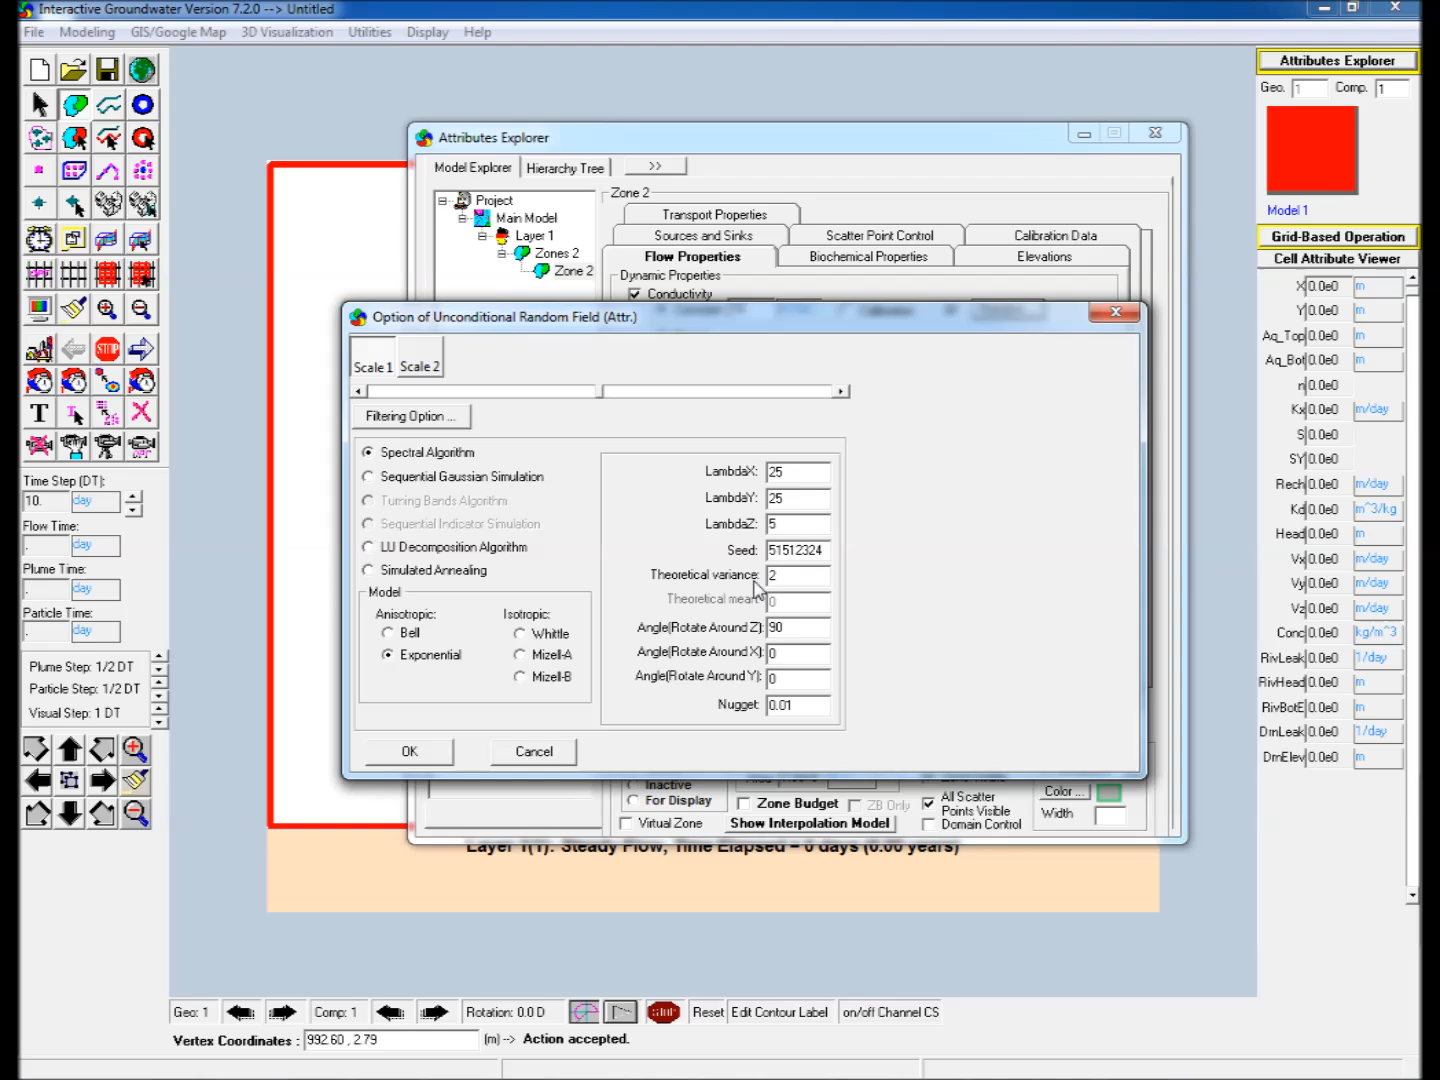 Interactive Groundwater Version 7.2.0 --> Untitled
File Modeling GIS/Google Map 3D Visualization Utilities Display Help
Attributes Explorer
Geo. 1 Comp. 1
Model 1
Grid-Based Operation
Cell Attribute Viewer
X 0.0e0 m
Y 0.0e0 m
Aq_Top 0.0e0 m
Aq_Bot 0.0e0 m
n 0.0e0
Kx 0.0e0 m/day
S 0.0e0
SY 0.0e0
Rech 0.0e0 m/day
Kd 0.0e0 m^3/kg
Head 0.0e0 m
Vx 0.0e0 m/day
Vy 0.0e0 m/day
Vz 0.0e0 m/day
Conc 0.0e0 kg/m^3
RivLeak 0.0e0 1/day
RivHead 0.0e0 m
RivBotE 0.0e0 m
DrnLeak 0.0e0 1/day
DrnElev 0.0e0 m
Attributes Explorer
Model Explorer Hierarchy Tree >>
Project
Main Model
Layer 1
Zones 2
Zone 2
Zone 2
Transport Properties
Sources and Sinks Scatter Point Control Calibration Data
Flow Properties Biochemical Properties Elevations
Dynamic Properties
Conductivity
Option of Unconditional Random Field (Attr.)
Scale 1 Scale 2
Filtering Option ...
Spectral Algorithm
Sequential Gaussian Simulation
Turning Bands Algorithm
Sequential Indicator Simulation
LU Decomposition Algorithm
Simulated Annealing
Model
Anisotropic: Isotropic:
Bell Whittle
Exponential Mizell-A
Mizell-B
LambdaX: 25
LambdaY: 25
LambdaZ: 5
Seed: 51512324
Theoretical variance: 2
Theoretical mean 0
Angle(Rotate Around Z): 90
Angle(Rotate Around X): 0
Angle(Rotate Around Y): 0
Nugget: 0.01
OK Cancel
Inactive
For Display
Zone Budget ZB Only
Virtual Zone Show Interpolation Model
All Scatter
Points Visible
Domain Control
Color ...
Width
Layer 1(1): Steady Flow, Time Elapsed = 0 days (0.00 years)
STOP
T
Time Step (DT):
10. day
Flow Time:
. day
Plume Time:
. day
Particle Time:
. day
Plume Step: 1/2 DT
Particle Step: 1/2 DT
Visual Step: 1 DT
Geo: 1 Comp: 1 Rotation: 0.0 D STOP Reset Edit Contour Label on/off Channel CS
Vertex Coordinates : 992.60 , 2.79 (m) --> Action accepted.